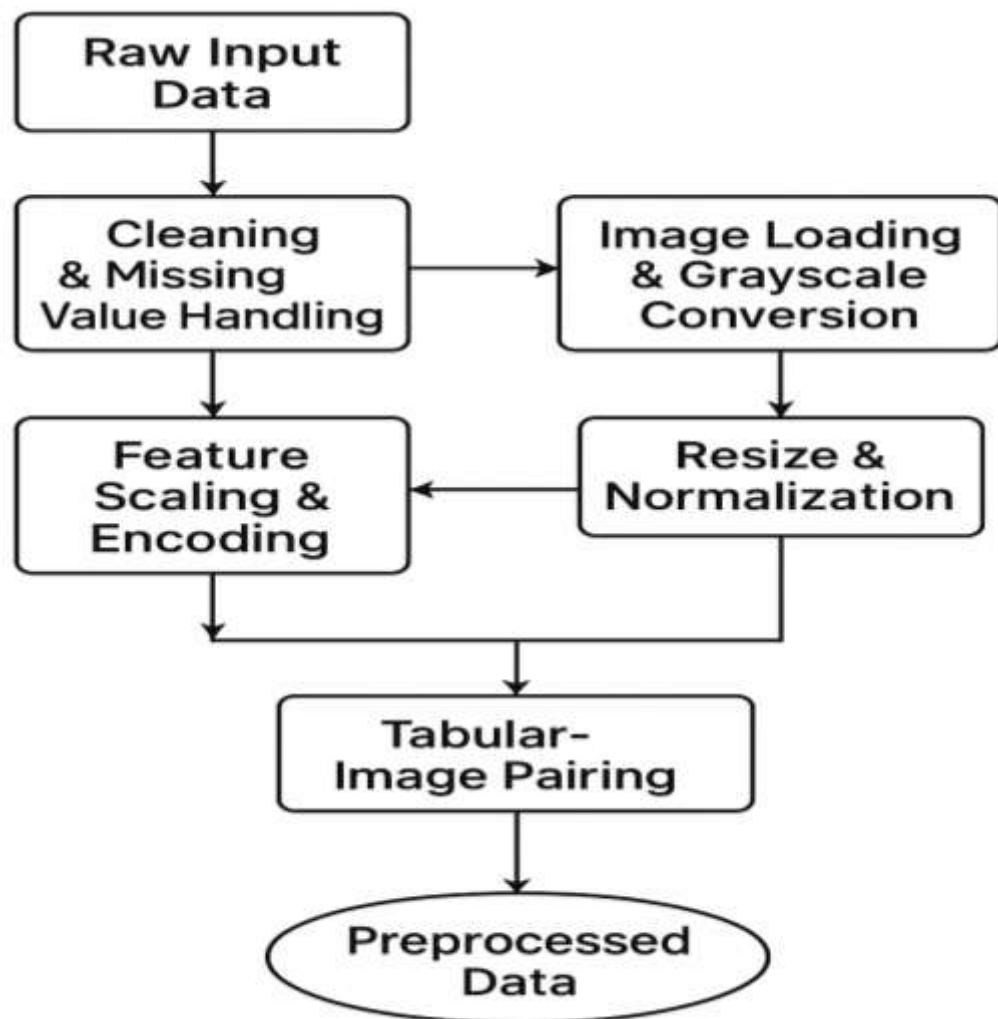 Raw Input
Data
Cleaning
& Missing
Value Handling
Image Loading
& Grayscale
Conversion
Feature
Scaling &
Encoding
Resize &
Normalization
Tabular-
Image Pairing
Preprocessed
Data